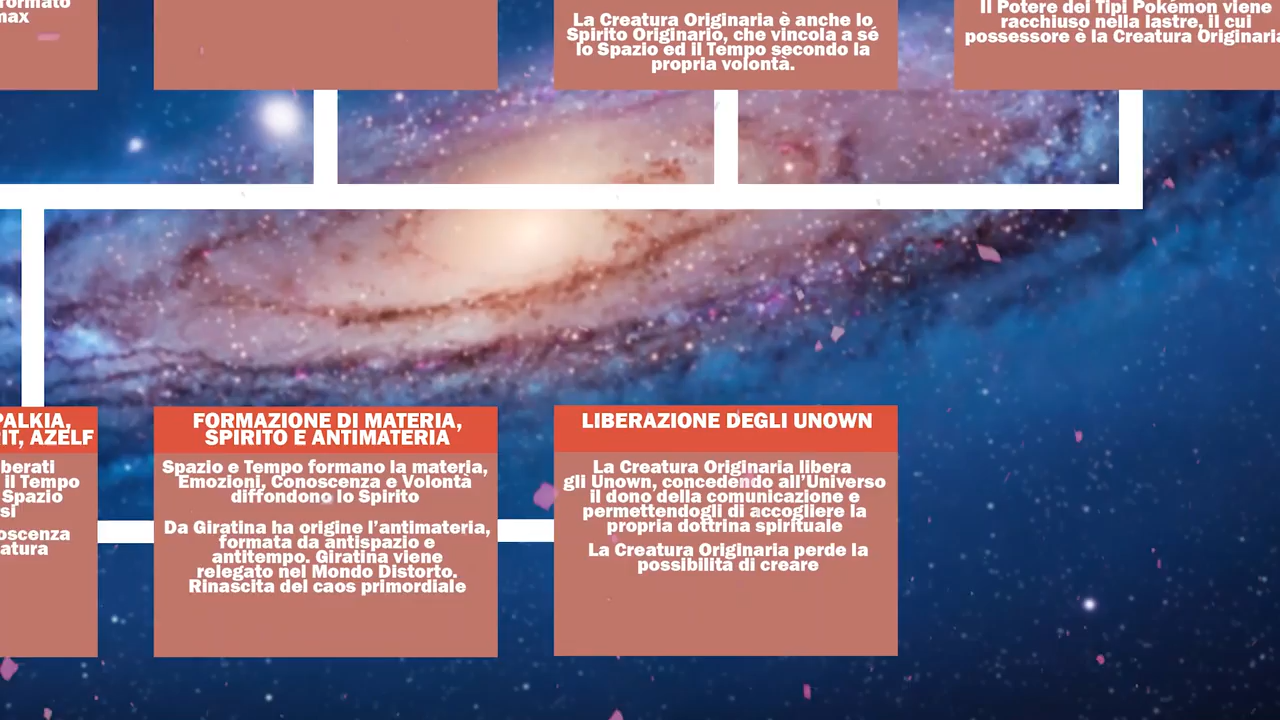 formato
max
La Creatura Originaria è anche lo
Spirito Originario, che vincola a sé
lo Spazio ed il Tempo secondo la
propria volontà.
Il Potere dei Tipi Pokémon viene
racchiuso nella lastre, il cui
possessore è la Creatura Originaria
PALKIA,
IT, AZELF
berati
il Tempo
Spazio
si
oscenza
atura
FORMAZIONE DI MATERIA,
SPIRITO E ANTIMATERIA
Spazio e Tempo formano la materia,
Emozioni, Conoscenza e Volontà
diffondono lo Spirito
Da Giratina ha origine l'antimateria,
formata da antispazio e
antitempo. Giratina viene
relegato nel Mondo Distorto.
Rinascita del caos primordiale
LIBERAZIONE DEGLI UNOWN
La Creatura Originaria libera
gli Unown, concedendo all'Universo
il dono della comunicazione e
permettendogli di accogliere la
propria dottrina spirituale
La Creatura Originaria perde la
possibilità di creare